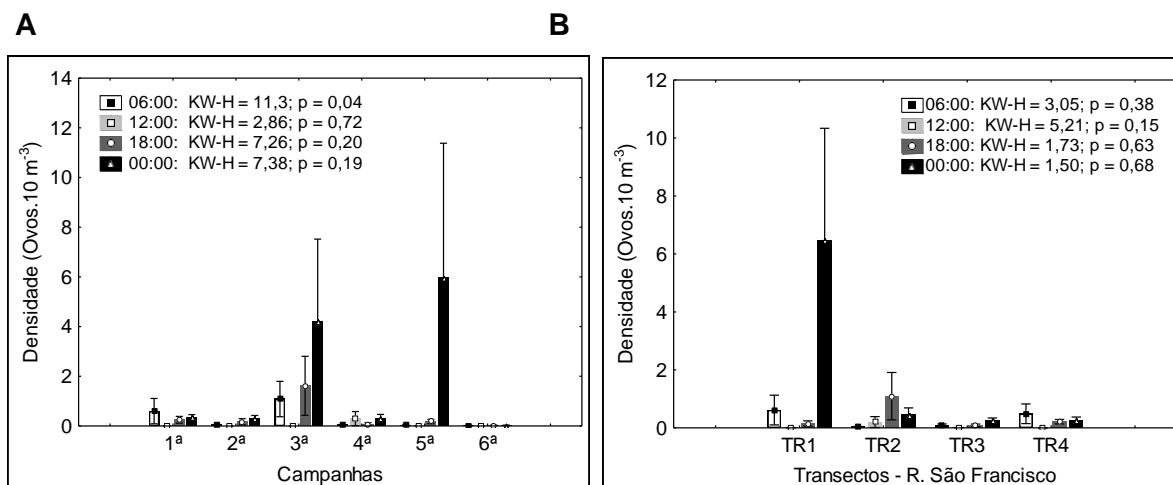 A
14
12
10
8
6
4
2
0
Densidade (Ovos.10 m-3)
06:00: KW-H = 11,3; p = 0,04
12:00: KW-H = 2,86; p = 0,72
18:00: KW-H = 7,26; p = 0,20
00:00: KW-H = 7,38; p = 0,19
1ª 2ª 3ª 4ª 5ª 6ª
Campanhas
B
12
10
8
6
4
2
0
Densidade (Ovos.10 m-3)
06:00: KW-H = 3,05; p = 0,38
12:00: KW-H = 5,21; p = 0,15
18:00: KW-H = 1,73; p = 0,63
00:00: KW-H = 1,50; p = 0,68
TR1 TR2 TR3 TR4
Transectos - R. São Francisco